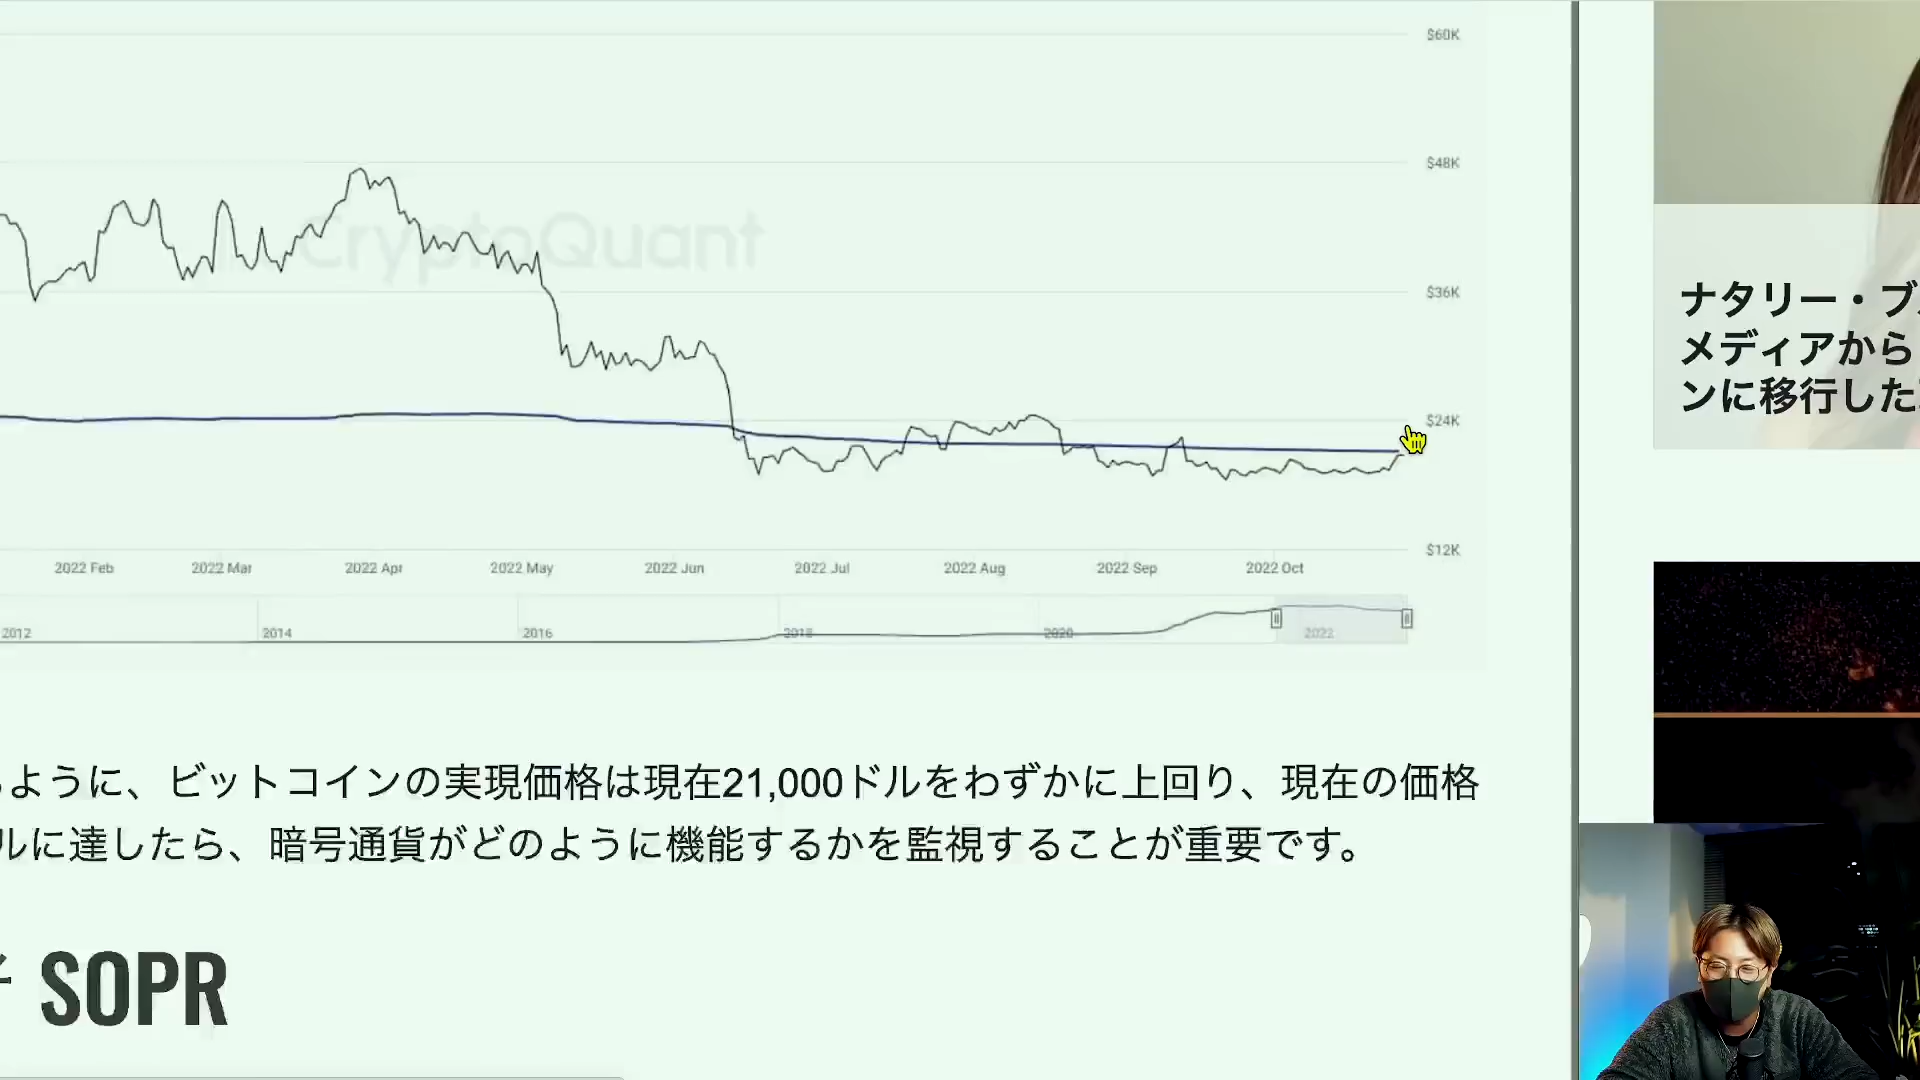 $60K
$48K
CryptoQuant
$36K
$24K
$12K
2022 Feb
2022 Mar
2022 Apr
2022 May
2022 Jun
2022 Jul
2022 Aug
2022 Sep
2022 Oct
2012
2014
2016
2018
2020
2022
ように、ビットコインの実現価格は現在21,000ドルをわずかに上回り、現在の価格
ルに達したら、暗号通貨がどのように機能するかを監視することが重要です。
SOPR
ナタリー・ブ
メディアから
ンに移行した